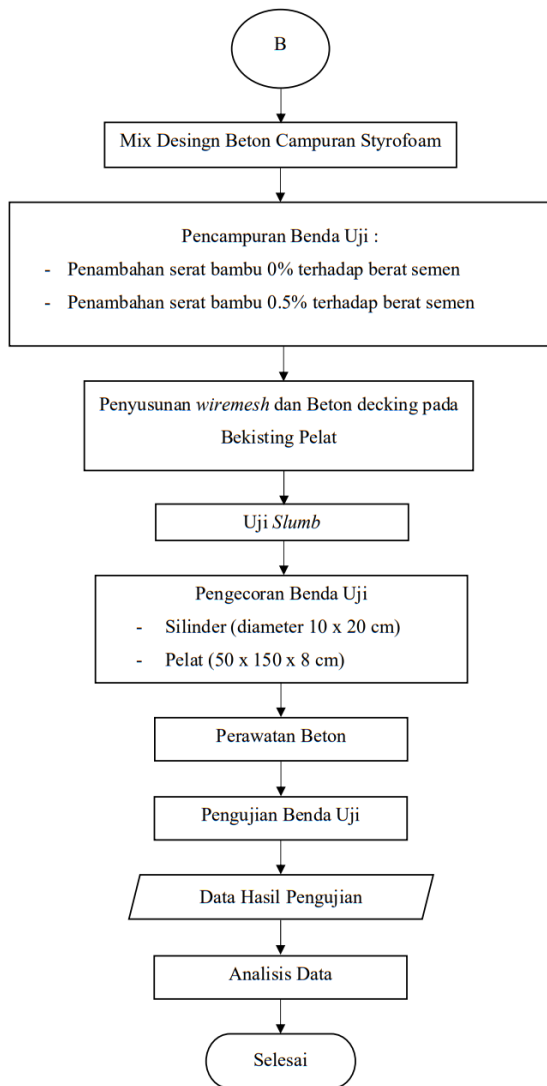 B
Mix Desingn Beton Campuran Styrofoam
Pencampuran Benda Uji :
- Penambahan serat bambu 0% terhadap berat semen
- Penambahan serat bambu 0.5% terhadap berat semen
Penyusunan wiremesh dan Beton decking pada
Bekisting Pelat
Uji Slumb
Pengecoran Benda Uji
- Silinder (diameter 10 x 20 cm)
- Pelat (50 x 150 x 8 cm)
Perawatan Beton
Pengujian Benda Uji
Data Hasil Pengujian
Analisis Data
Selesai